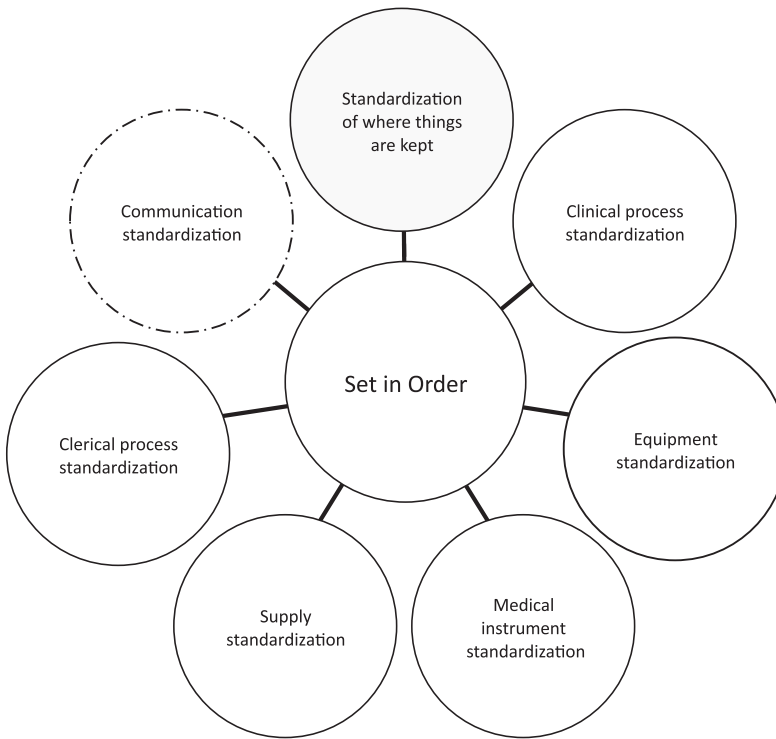 Standardization
of where things
are kept
Communication
standardization
Clinical process
standardization
Set in Order
Clerical process
standardization
Equipment
standardization
Supply
standardization
Medical
instrument
standardization